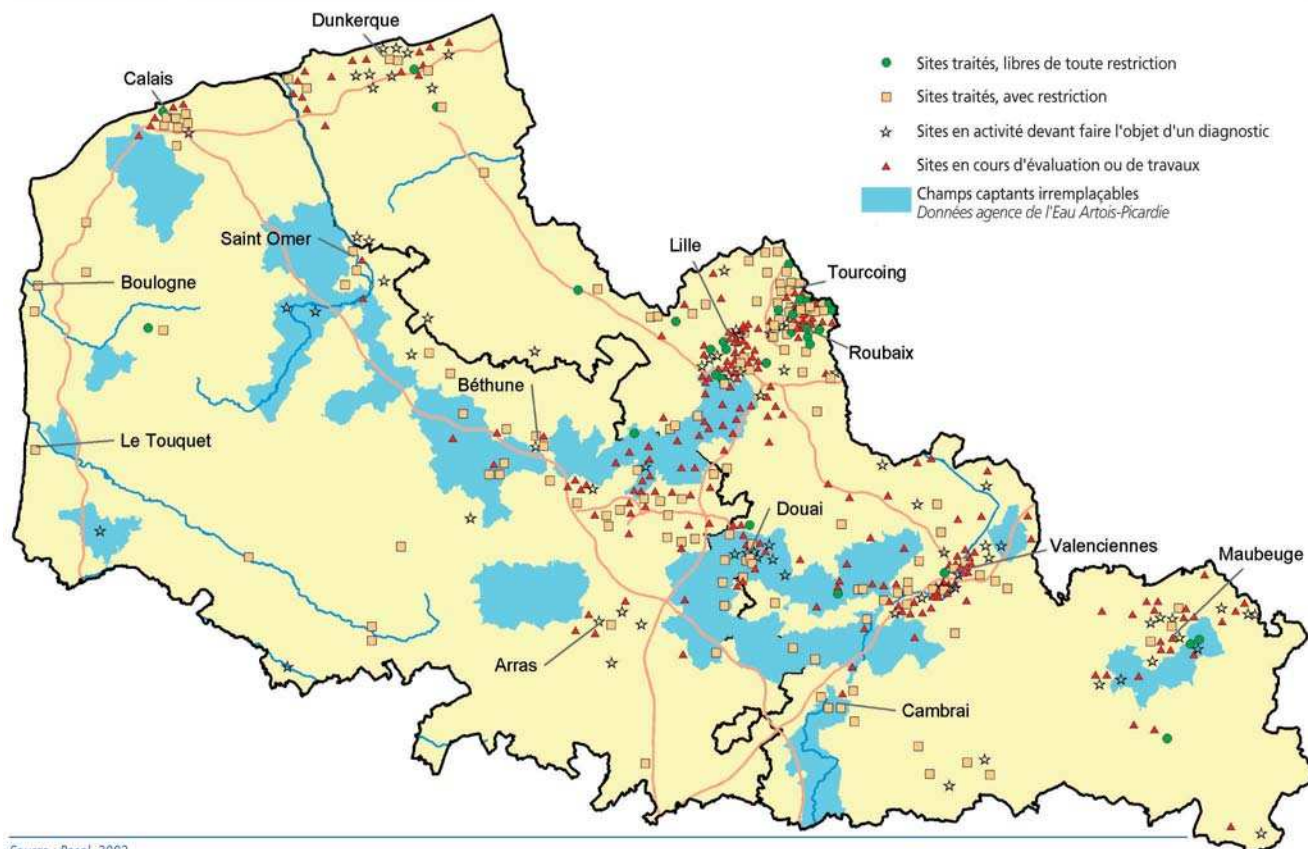 Dunkerque
Calais
Sites traités, libres de toute restriction
Sites traités, avec restriction
Sites en activité devant faire l'objet d'un diagnostic
Sites en cours d'évaluation ou de travaux
Champs captants irremplaçables
Données agence de l'Eau Artois-Picardie
Saint Omer
Lille
Tourcoing
Boulogne
Roubaix
Béthune
Le Touquet
Douai
Valenciennes
Maubeuge
Arras
Cambrai